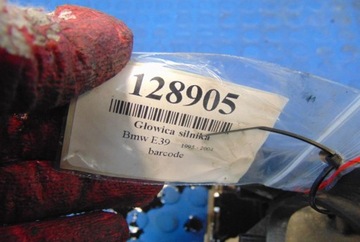 128905
Głowica silnika
Bmw E39 1995 - 2004
barcode